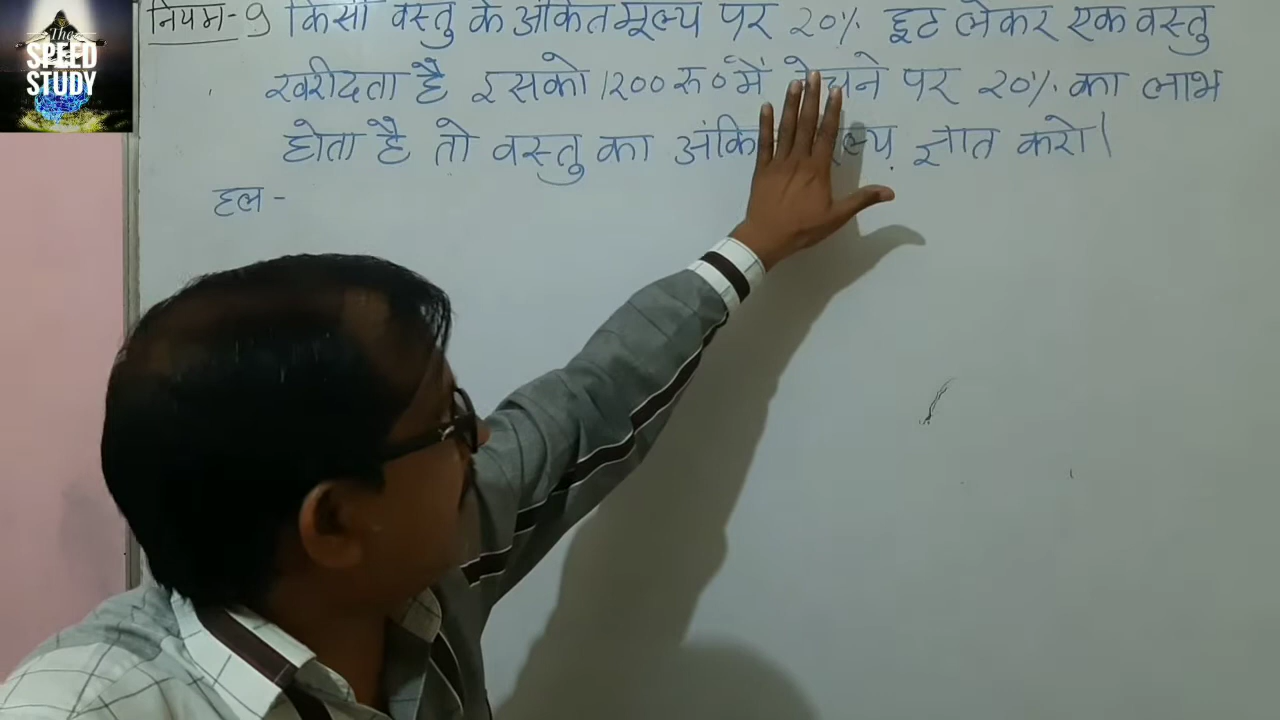 The
SPEED
STUDY
नियम-9 किसी वस्तु के अंकित मूल्य पर 20% छूट लेकर एक वस्तु
खरीदता है इसको 1200 रु० में बेचने पर 20% का लाभ
होता है तो वस्तु का अंकित मूल्य ज्ञात करो।
हल-